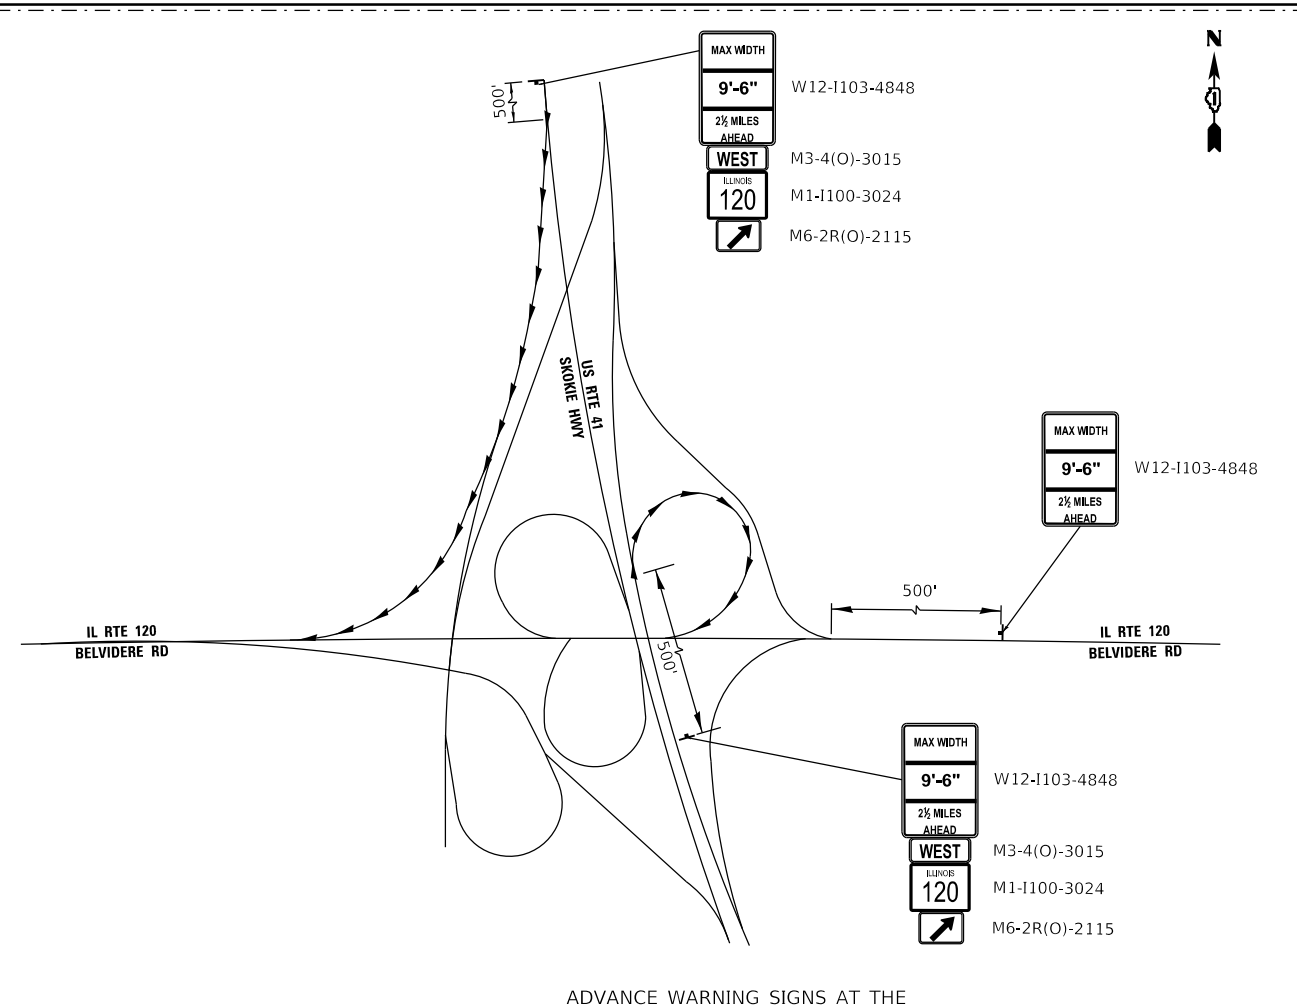 MAX WIDTH
9'-6"
2½ MILES
AHEAD
WEST
ILLINOIS
120
W12-I103-4848
M3-4(O)-3015
M1-I100-3024
M6-2R(O)-2115
N
500'
US RTE 41
SKOKIE HWY
MAX WIDTH
9'-6"
2½ MILES
AHEAD
W12-I103-4848
500'
IL RTE 120
BELVIDERE RD
IL RTE 120
BELVIDERE RD
500'
MAX WIDTH
9'-6"
2½ MILES
AHEAD
WEST
ILLINOIS
120
W12-I103-4848
M3-4(O)-3015
M1-I100-3024
M6-2R(O)-2115
ADVANCE WARNING SIGNS AT THE